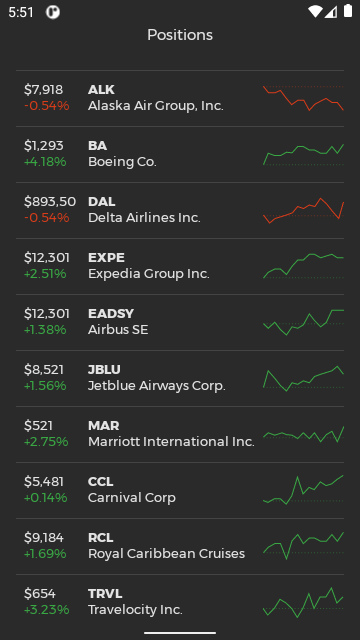 5:51
Positions
$7,918 ALK
-0.54% Alaska Air Group, Inc.
$1,293 BA
+4.18% Boeing Co.
$893,50 DAL
-0.54% Delta Airlines Inc.
$12,301 EXPE
+2.51% Expedia Group Inc.
$12,301 EADSY
+1.38% Airbus SE
$8,521 JBLU
+1.56% Jetblue Airways Corp.
$521 MAR
+2.75% Marriott International Inc.
$5,481 CCL
+0.14% Carnival Corp
$9,184 RCL
+1.69% Royal Caribbean Cruises
$654 TRVL
+3.23% Travelocity Inc.